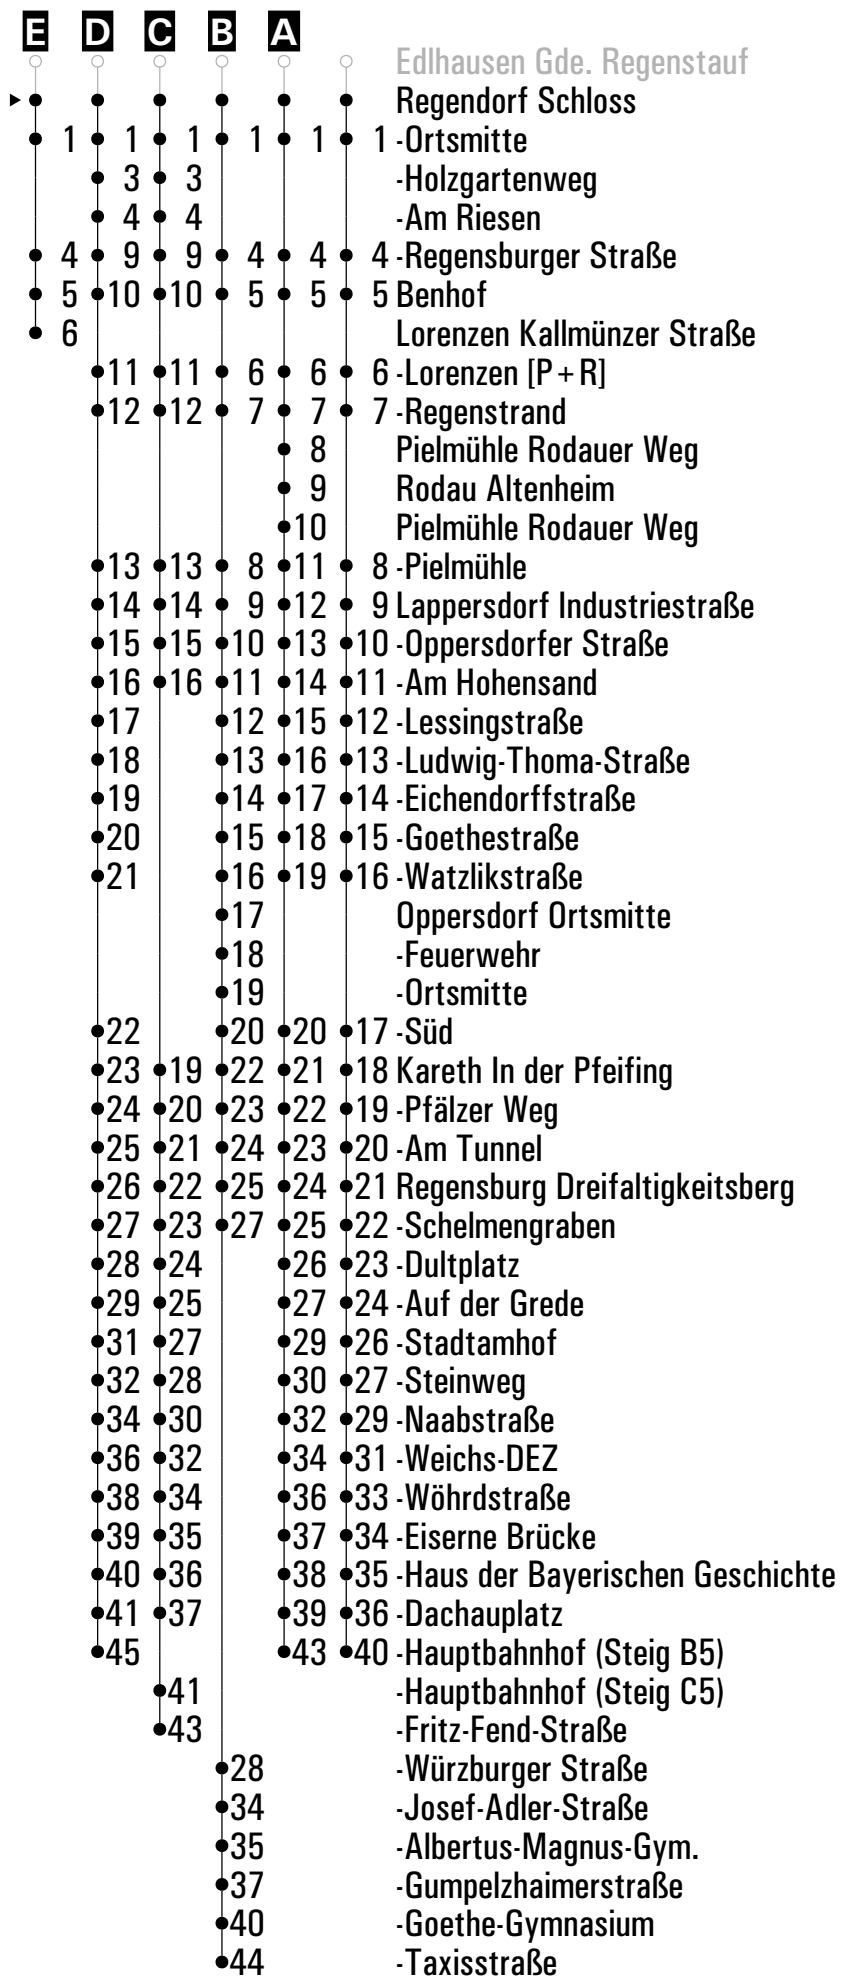 E D C B A
Edlhausen Gde. Regenstauf
Regendorf Schloss
1 1 1 1 1 1 -Ortsmitte
3 3 -Holzgartenweg
4 4 -Am Riesen
4 9 9 4 4 4 -Regensburger Straße
5 10 10 5 5 5 Benhof
6 Lorenzen Kallmünzer Straße
11 11 6 6 6 -Lorenzen [P+R]
12 12 7 7 7 -Regenstrand
8 Pielmühle Rodauer Weg
9 Rodau Altenheim
10 Pielmühle Rodauer Weg
13 13 8 11 8 -Pielmühle
14 14 9 12 9 Lappersdorf Industriestraße
15 15 10 13 10 -Oppersdorfer Straße
16 16 11 14 11 -Am Hohensand
17 12 15 12 -Lessingstraße
18 13 16 13 -Ludwig-Thoma-Straße
19 14 17 14 -Eichendorffstraße
20 15 18 15 -Goethestraße
21 16 19 16 -Watzlikstraße
17 Oppersdorf Ortsmitte
18 -Feuerwehr
19 -Ortsmitte
22 20 20 17 -Süd
23 19 22 21 18 Kareth In der Pfeifing
24 20 23 22 19 -Pfälzer Weg
25 21 24 23 20 -Am Tunnel
26 22 25 24 21 Regensburg Dreifaltigkeitsberg
27 23 27 25 22 -Schelmengraben
28 24 26 23 -Dultplatz
29 25 27 24 -Auf der Grede
31 27 29 26 -Stadtamhof
32 28 30 27 -Steinweg
34 30 32 29 -Naabstraße
36 32 34 31 -Weichs-DEZ
38 34 36 33 -Wöhrdstraße
39 35 37 34 -Eiserne Brücke
40 36 38 35 -Haus der Bayerischen Geschichte
41 37 39 36 -Dachauplatz
45 43 40 -Hauptbahnhof (Steig B5)
41 -Hauptbahnhof (Steig C5)
43 -Fritz-Fend-Straße
28 -Würzburger Straße
34 -Josef-Adler-Straße
35 -Albertus-Magnus-Gym.
37 -Gumpelzhaimerstraße
40 -Goethe-Gymnasium
44 -Taxisstraße